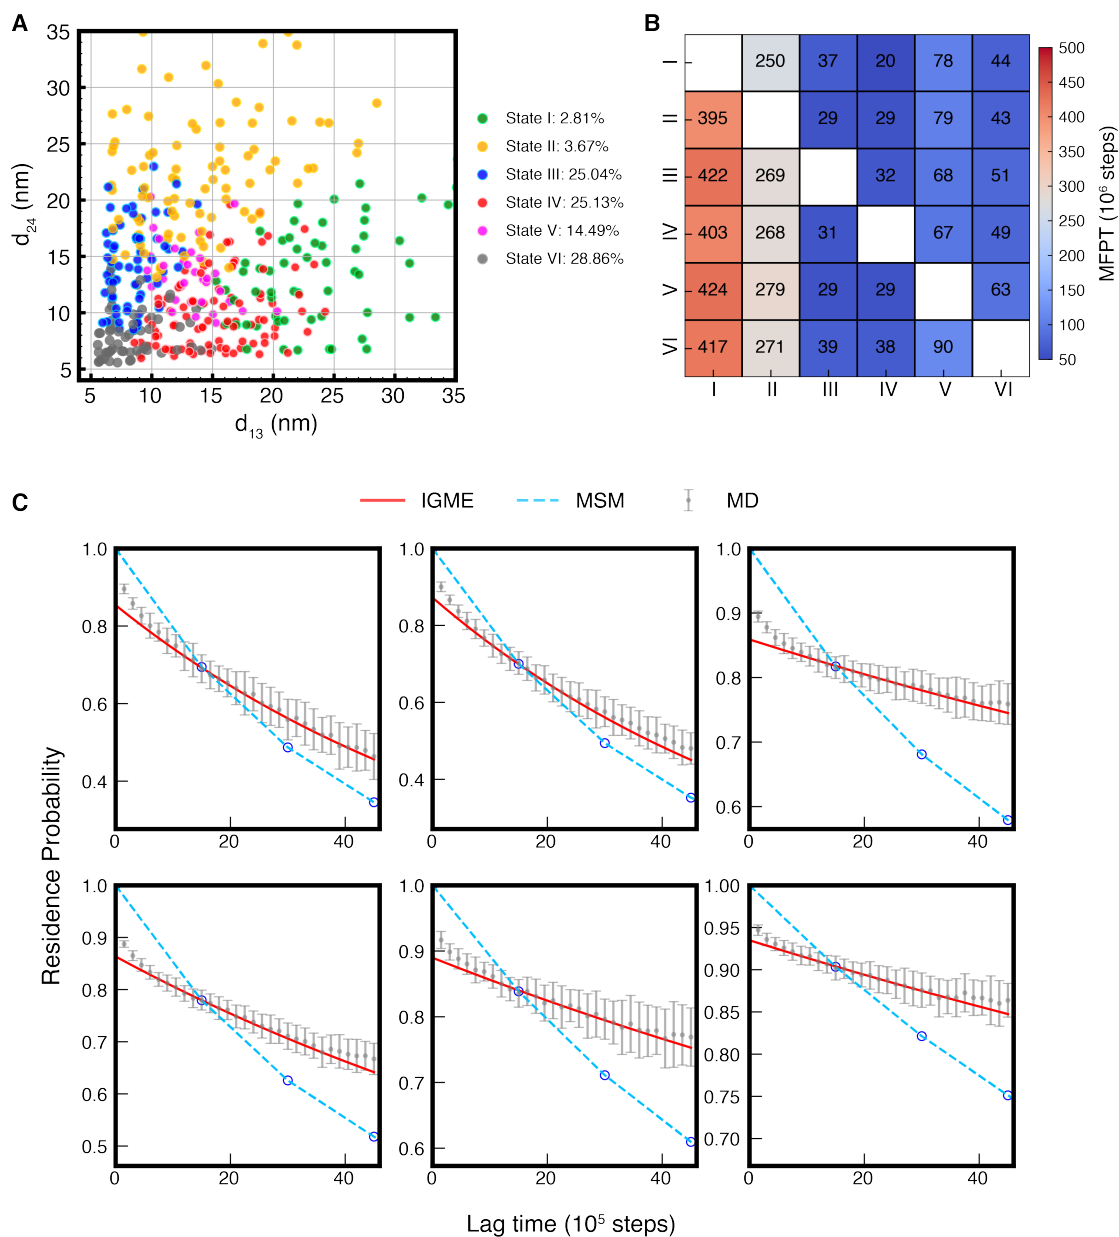 A
35
30
25
20
15
10
5
d24 (nm)
5 10 15 20 25 30 35
d13 (nm)
State I: 2.81%
State II: 3.67%
State III: 25.04%
State IV: 25.13%
State V: 14.49%
State VI: 28.86%
B
I 250 37 20 78 44
II 395 29 29 79 43
III 422 269 32 68 51
IV 403 268 31 67 49
V 424 279 29 29 63
VI 417 271 39 38 90
I II III IV V VI
500
450
400
350
300
250
200
150
100
50
MFPT (10⁶ steps)
C
IGME MSM MD
Residence Probability
1.0
0.8
0.6
0.4
0 20 40
1.0
0.8
0.6
0.4
0 20 40
1.0
0.9
0.8
0.7
0.6
0 20 40
1.0
0.9
0.8
0.7
0.6
0.5
0 20 40
1.0
0.9
0.8
0.7
0.6
0 20 40
1.00
0.95
0.90
0.85
0.80
0.75
0.70
0 20 40
Lag time (10⁵ steps)